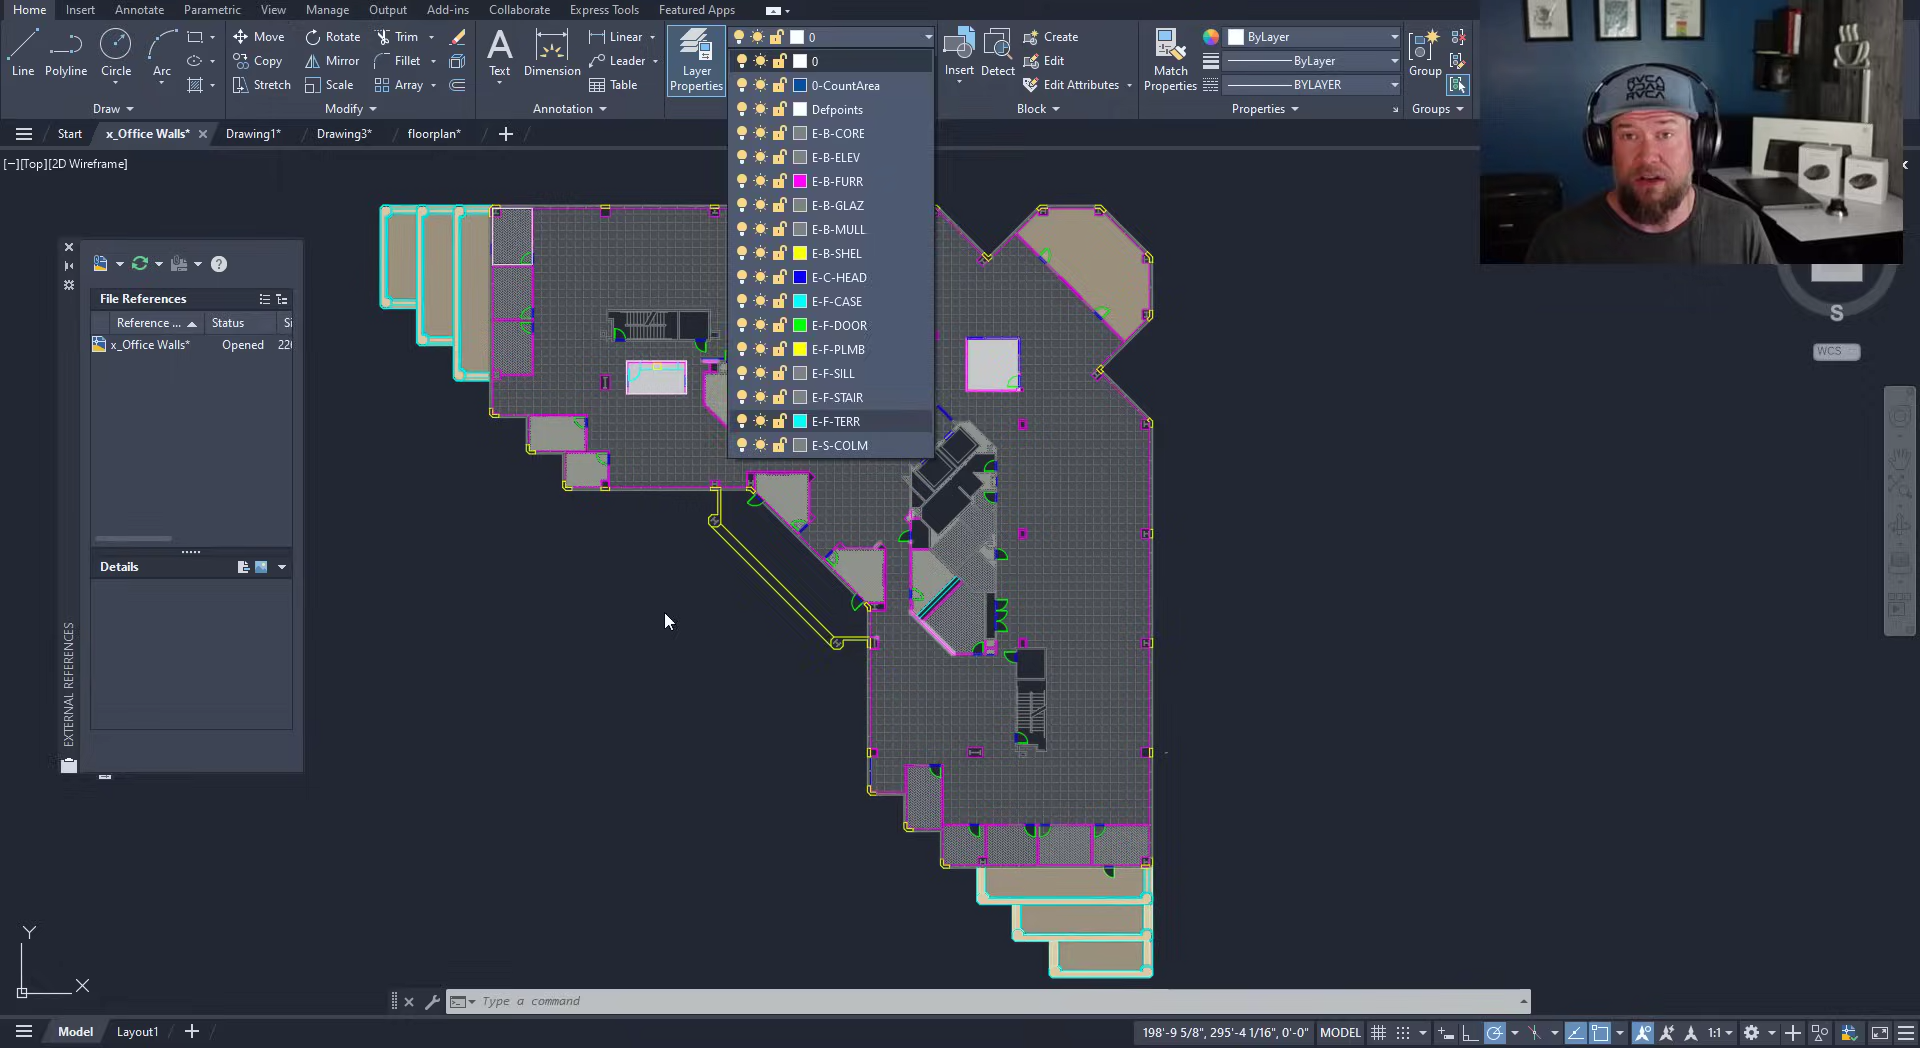 Home Insert Annotate Parametric View Manage Output Add-ins Collaborate Express Tools Featured Apps
Line Polyline Circle Arc
Move Rotate Trim
Copy Mirror Fillet
Stretch Scale Array
Draw Modify
Text Dimension
Linear
Leader
Table
Annotation
Layer Properties
0
0
0-CountArea
Defpoints
E-B-CORE
E-B-ELEV
E-B-FURR
E-B-GLAZ
E-B-MULL
E-B-SHEL
E-C-HEAD
E-F-CASE
E-F-DOOR
E-F-PLMB
E-F-SILL
E-F-STAIR
E-F-TERR
E-S-COLM
Insert Detect
Create
Edit
Edit Attributes
Block
Match Properties
ByLayer
ByLayer
BYLAYER
Properties
Group
Groups
Start x_Office Walls* Drawing1* Drawing3* floorplan*
[−][Top][2D Wireframe]
RVCA
S
WCS
File References
Reference ... Status Si
x_Office Walls* Opened 220
Details
EXTERNAL REFERENCES
Y
X
Type a command
Model Layout1
198'-9 5/8", 295'-4 1/16", 0'-0" MODEL 1:1